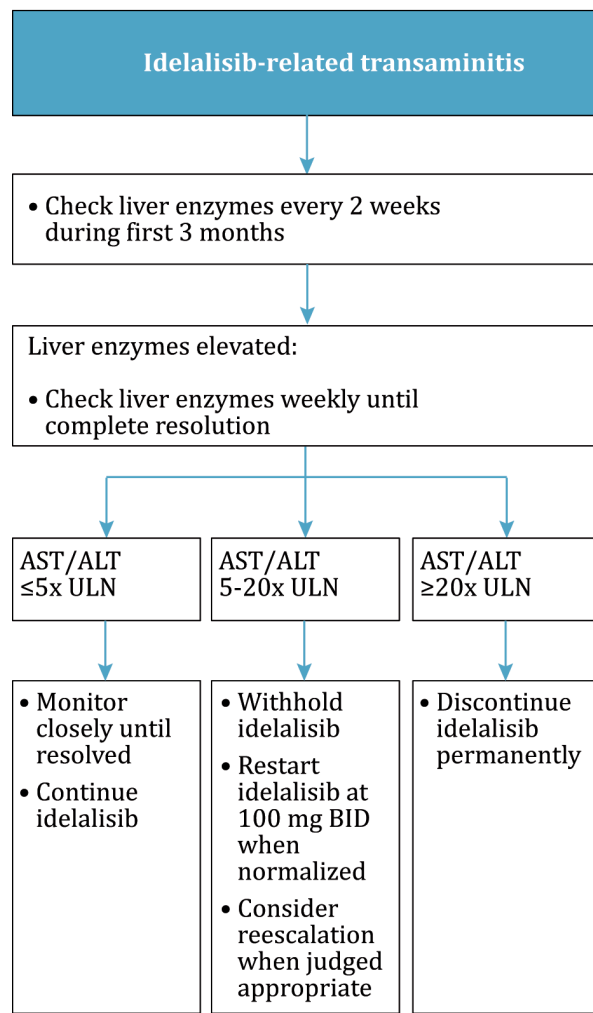 Idelalisib-related transaminitis
• Check liver enzymes every 2 weeks
during first 3 months
Liver enzymes elevated:
• Check liver enzymes weekly until
complete resolution
AST/ALT
≤5x ULN
AST/ALT
5-20x ULN
AST/ALT
≥20x ULN
• Monitor
closely until
resolved
• Continue
idelalisib
• Withhold
idelalisib
• Restart
idelalisib at
100 mg BID
when
normalized
• Consider
reescalation
when judged
appropriate
• Discontinue
idelalisib
permanently